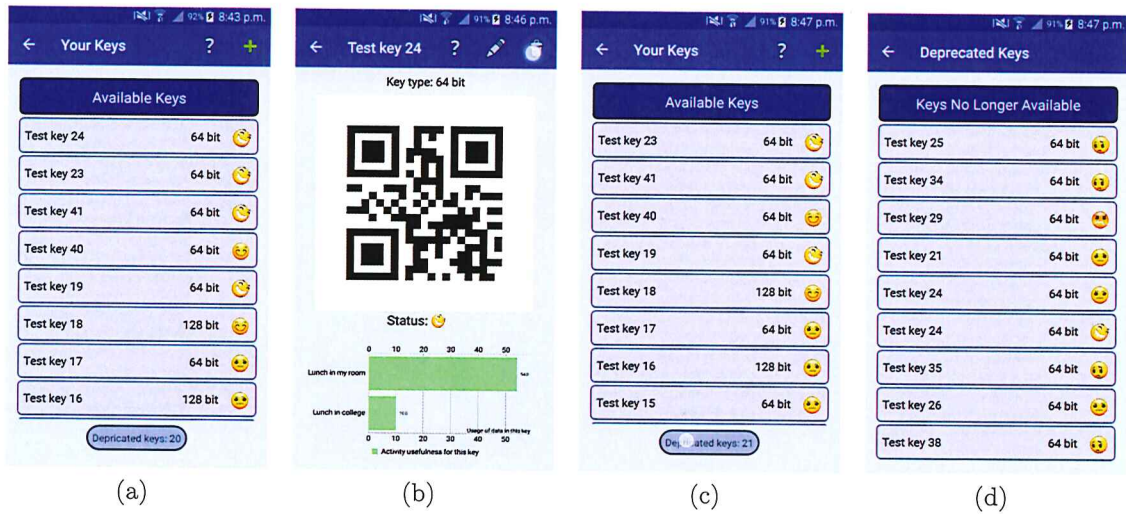 92% 8:43 p.m.
Your Keys ? +
Available Keys
Test key 24 64 bit
Test key 23 64 bit
Test key 41 64 bit
Test key 40 64 bit
Test key 19 64 bit
Test key 18 128 bit
Test key 17 64 bit
Test key 16 128 bit
Depricated keys: 20
(a)
91% 8:46 p.m.
Test key 24 ?
Key type: 64 bit
Status:
0 10 20 30 40 50
Lunch in my room
Lunch in college
Usage of data in this key
0 10 20 30 40 50
Activity usefulness for this key
(b)
91% 8:47 p.m.
Your Keys ? +
Available Keys
Test key 23 64 bit
Test key 41 64 bit
Test key 40 64 bit
Test key 19 64 bit
Test key 18 128 bit
Test key 17 64 bit
Test key 16 128 bit
Test key 15 64 bit
keys: 21
(c)
91% 8:47 p.m.
Deprecated Keys
Keys No Longer Available
Test key 25 64 bit
Test key 34 64 bit
Test key 29 64 bit
Test key 21 64 bit
Test key 24 64 bit
Test key 24 64 bit
Test key 35 64 bit
Test key 26 64 bit
Test key 38 64 bit
(d)